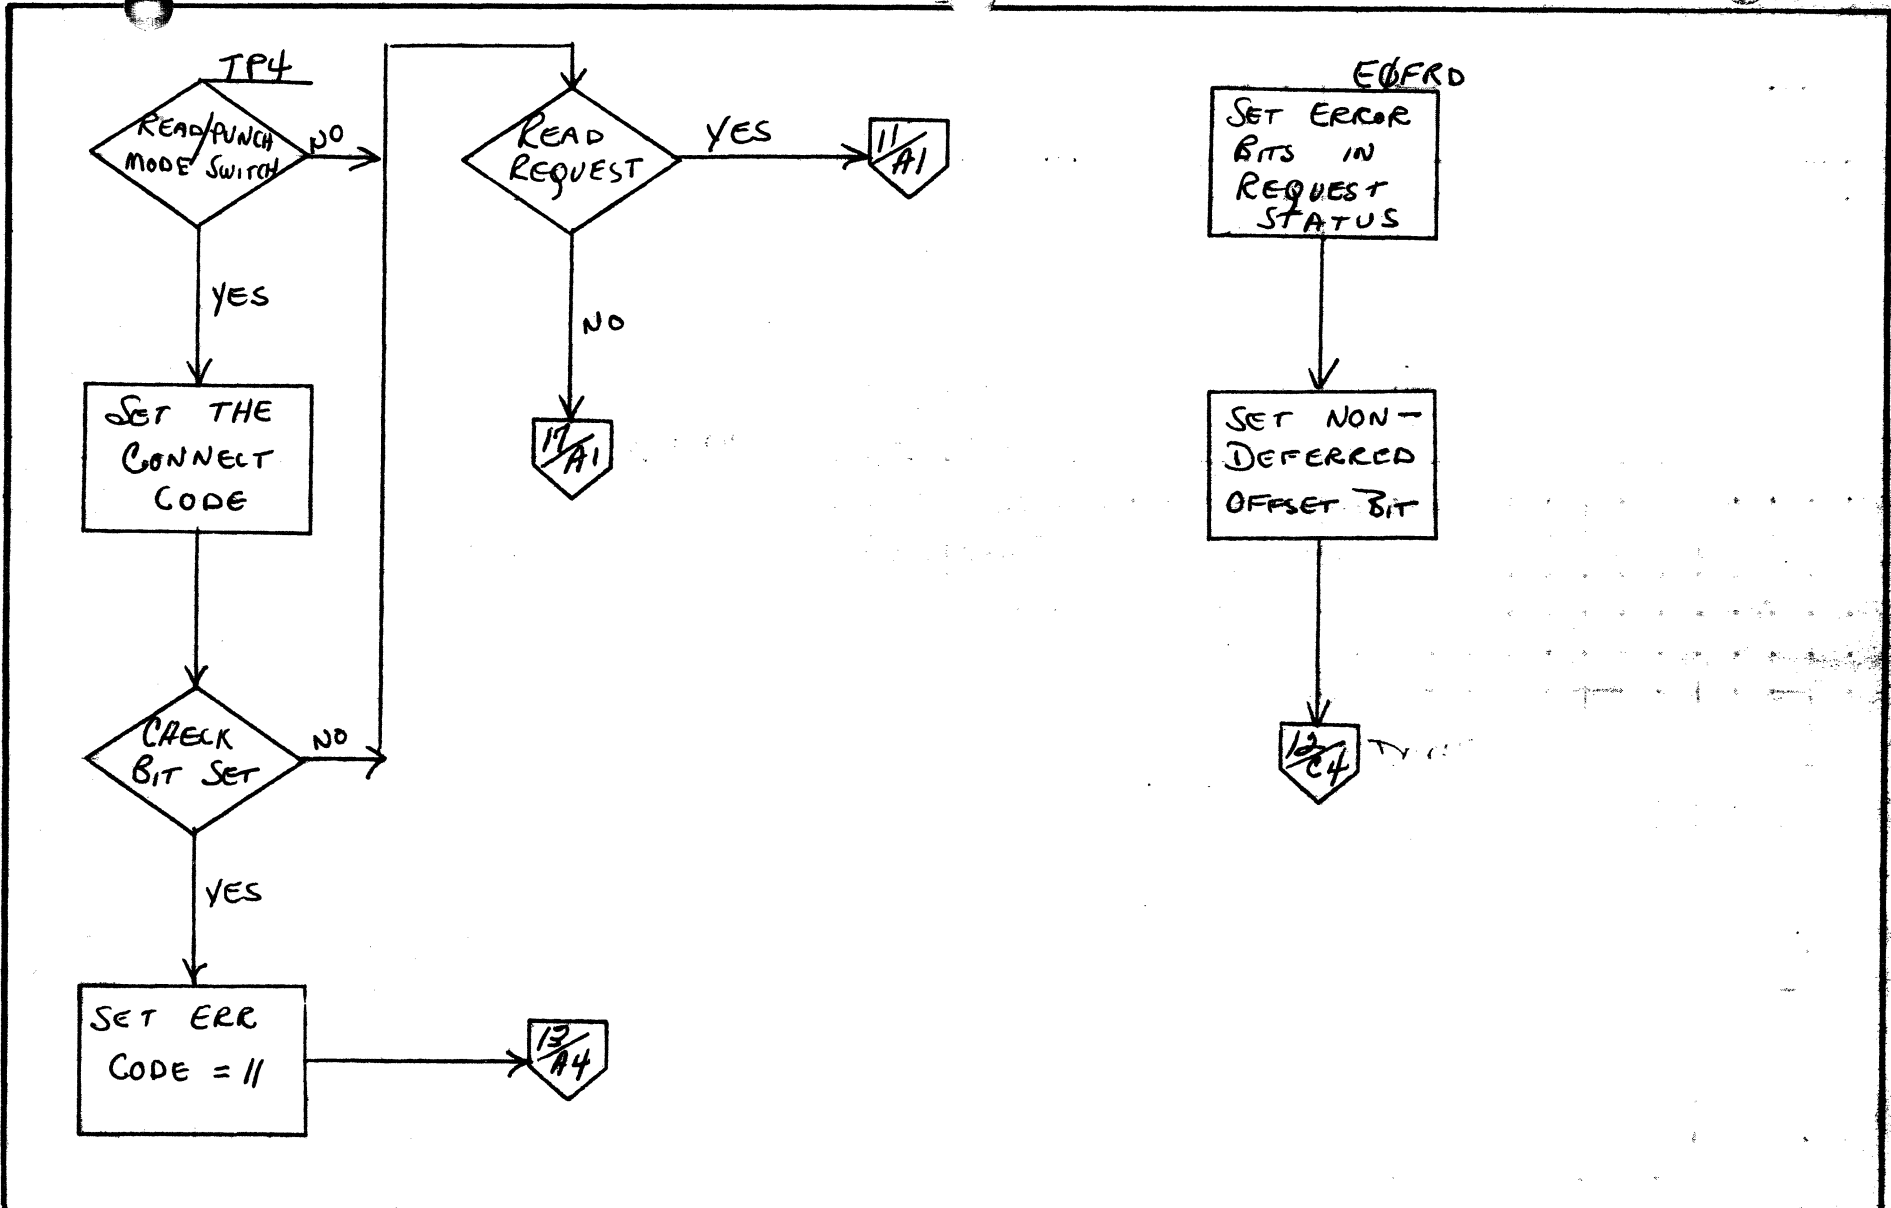 TP4
READ/PUNCH
MODE SWITCH
NO
YES
SET THE
CONNECT
CODE
CHECK
BIT SET
NO
YES
SET ERR
CODE = 11
13/A4
READ
REQUEST
YES
11/A1
NO
17/A1
EØFRD
SET ERROR
BITS IN
REQUEST
STATUS
SET NON-
DEFERRED
OFFSET BIT
12/C4